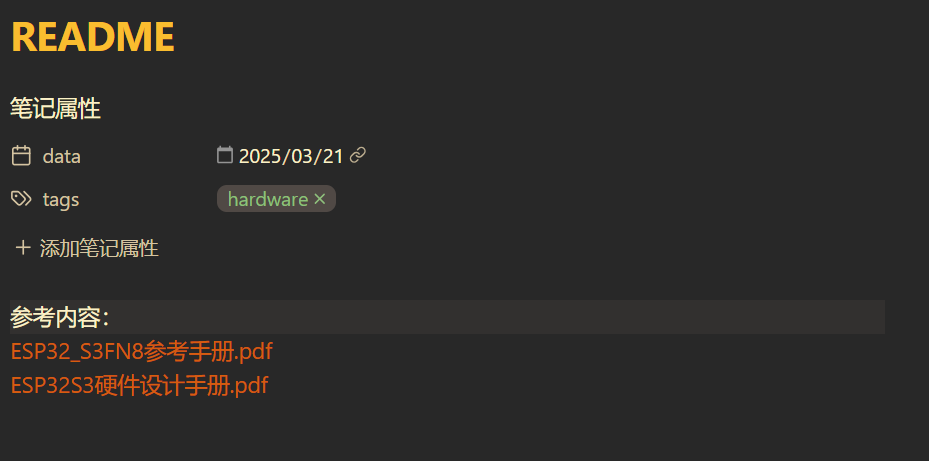 README
笔记属性
data 2025/03/21
tags hardware ×
+ 添加笔记属性
参考内容：
ESP32_S3FN8参考手册.pdf
ESP32S3硬件设计手册.pdf